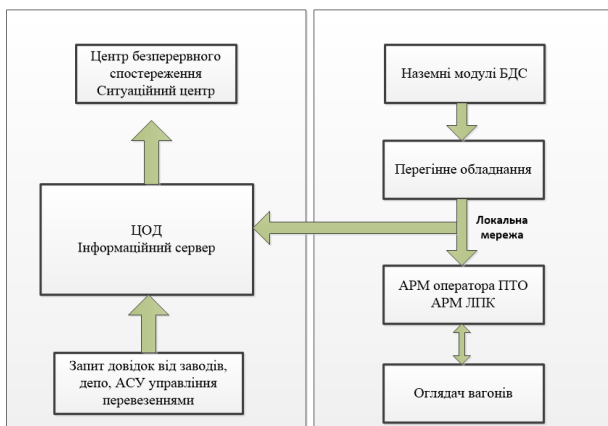 Центр безперервного
спостереження
Ситуаційний центр
ЦОД
Інформаційний сервер
Запит довідок від заводів,
депо, АСУ управління
перевезеннями
Наземні модулі БДС
Перегінне обладнання
Локальна
мережа
АРМ оператора ПТО
АРМ ЛПК
Оглядач вагонів